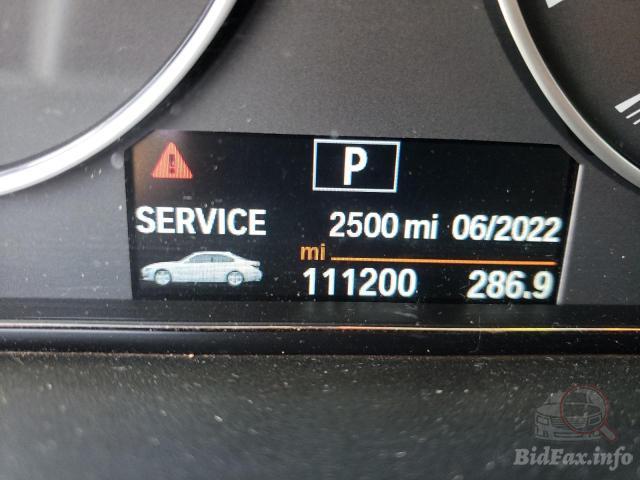 P
SERVICE 2500 mi 06/2022
mi
111200 286.9
BidFax.info